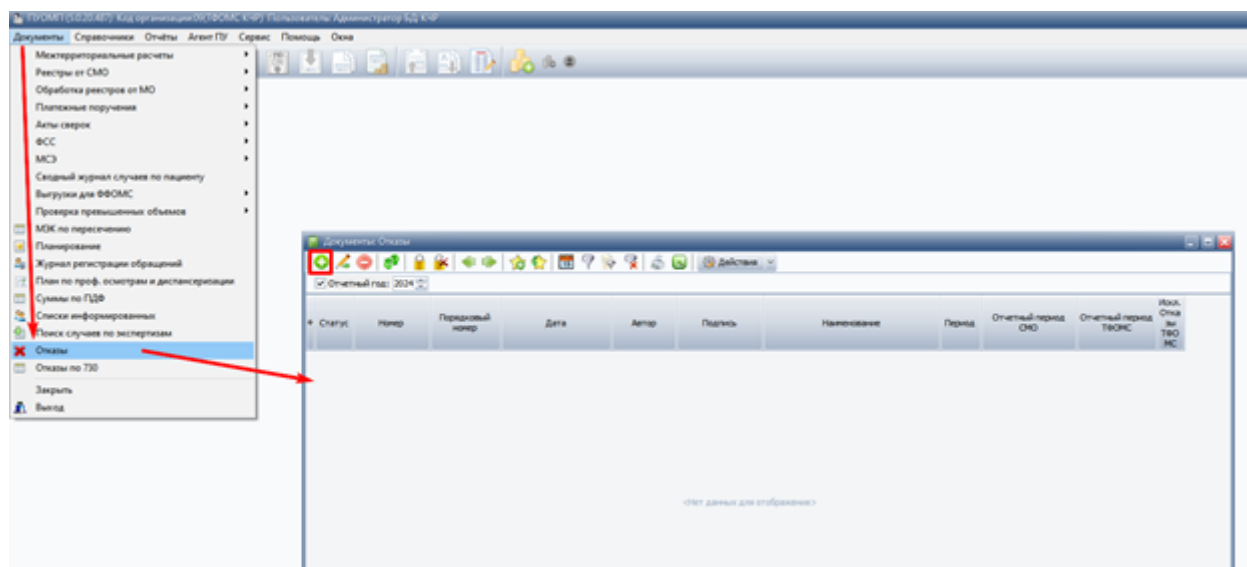 ПУОМП (5.0.20.487) Код организации 09(ТФОМС КЧР) Пользователь: Администратор БД КЧР
Документы Справочники Отчёты Агент ПУ Сервис Помощь Окна
Межтерриториальные расчеты
Реестры от СМО
Обработка реестров от МО
Платежные поручения
Акты сверок
ФСС
МСЭ
Сводный журнал случаев по пациенту
Выгрузки для ФФОМС
Проверка превышенных объемов
МЭК по пересечению
Планирование
Журнал регистрации обращений
План по проф. осмотрам и диспансеризации
Суммы по ПДФ
Списки информированных
Поиск случаев по экспертизам
Отказы
Отказы по 730
Закрыть
Выход
Документы: Отказы
Действия
Отчетный год: 2024
Статус Номер Порядковый номер Дата Автор Подпись Наименование Период Отчетный период СМО Отчетный период ТФОМС Искл. Отка зы ТФО МС
<Нет данных для отображения>